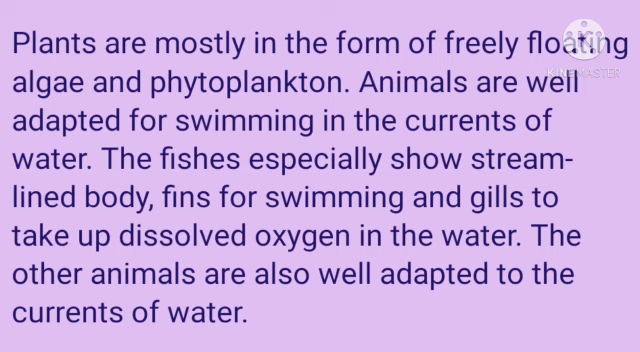 Plants are mostly in the form of freely floating
algae and phytoplankton. Animals are well
adapted for swimming in the currents of
water. The fishes especially show stream-
lined body, fins for swimming and gills to
take up dissolved oxygen in the water. The
other animals are also well adapted to the
currents of water.
KINEMASTER